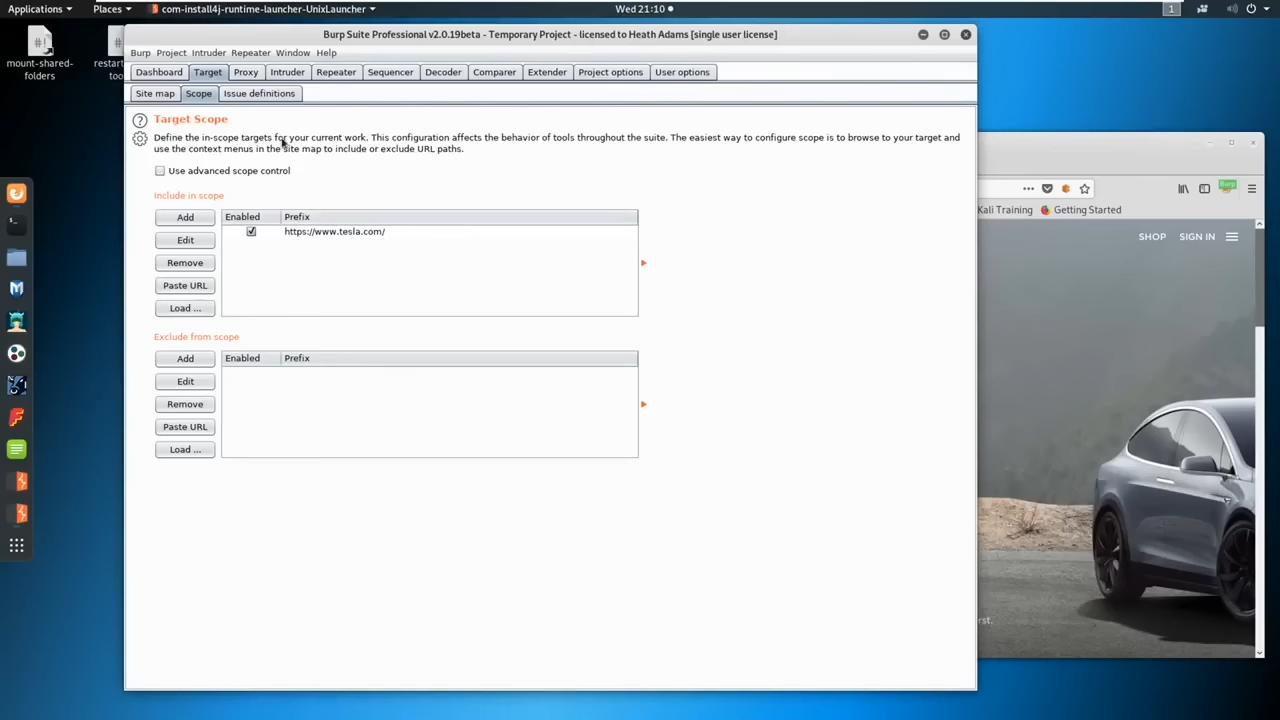 Applications Places com-install4j-runtime-launcher-UnixLauncher Wed 21:10 1
mount-shared-
folders
restart
too
Burp Suite Professional v2.0.19beta - Temporary Project - licensed to Heath Adams [single user license]
Burp Project Intruder Repeater Window Help
Dashboard Target Proxy Intruder Repeater Sequencer Decoder Comparer Extender Project options User options
Site map Scope Issue definitions
Target Scope
Define the in-scope targets for your current work. This configuration affects the behavior of tools throughout the suite. The easiest way to configure scope is to browse to your target and
use the context menus in the site map to include or exclude URL paths.
Use advanced scope control
Include in scope
Add Enabled Prefix
https://www.tesla.com/
Edit
Remove
Paste URL
Load ...
Exclude from scope
Add Enabled Prefix
Edit
Remove
Paste URL
Load ...
Burp
Kali Training Getting Started
SHOP SIGN IN
rst.